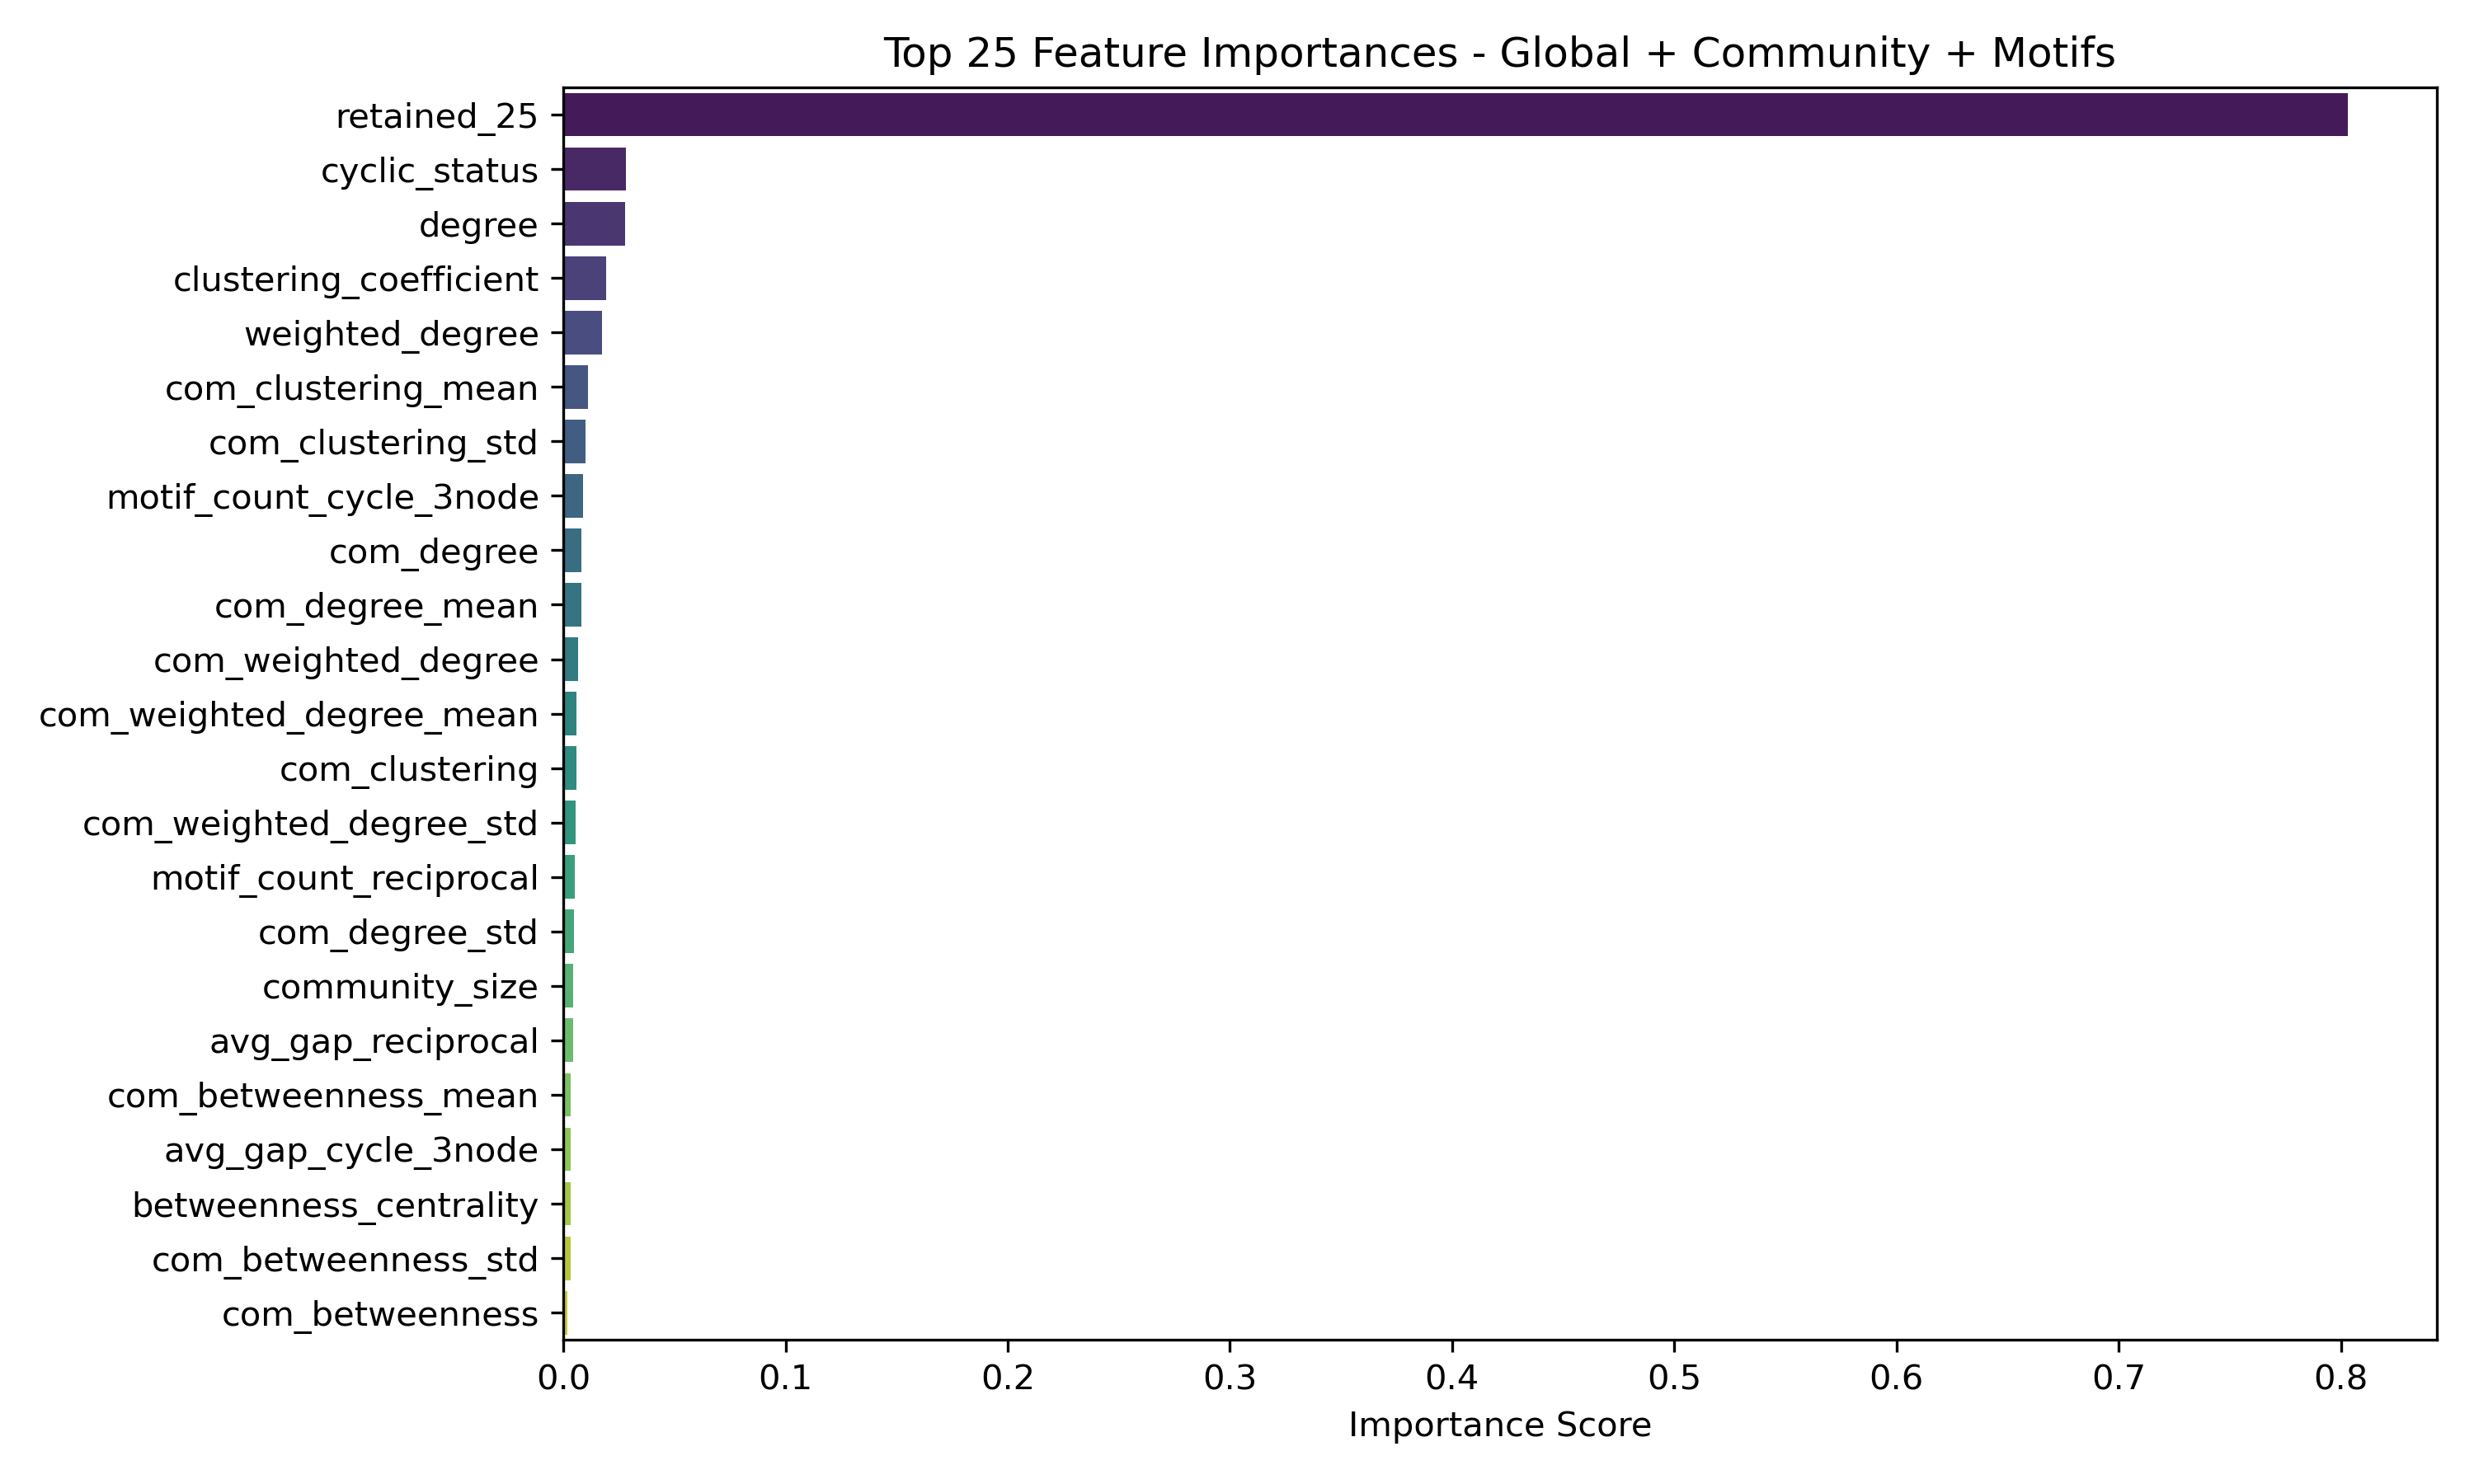 Top 25 Feature Importances - Global + Community + Motifs
retained_25
cyclic_status
degree
clustering_coefficient
weighted_degree
com_clustering_mean
com_clustering_std
motif_count_cycle_3node
com_degree
com_degree_mean
com_weighted_degree
com_weighted_degree_mean
com_clustering
com_weighted_degree_std
motif_count_reciprocal
com_degree_std
community_size
avg_gap_reciprocal
com_betweenness_mean
avg_gap_cycle_3node
betweenness_centrality
com_betweenness_std
com_betweenness
0.0 0.1 0.2 0.3 0.4 0.5 0.6 0.7 0.8
Importance Score